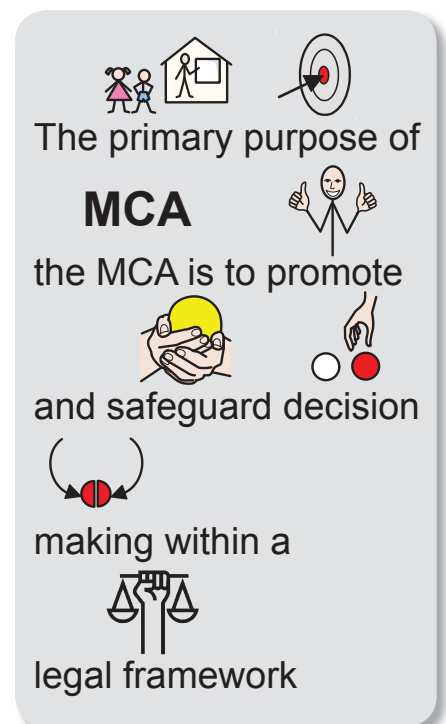 The primary purpose of
MCA
the MCA is to promote
and safeguard decision
making within a
legal framework